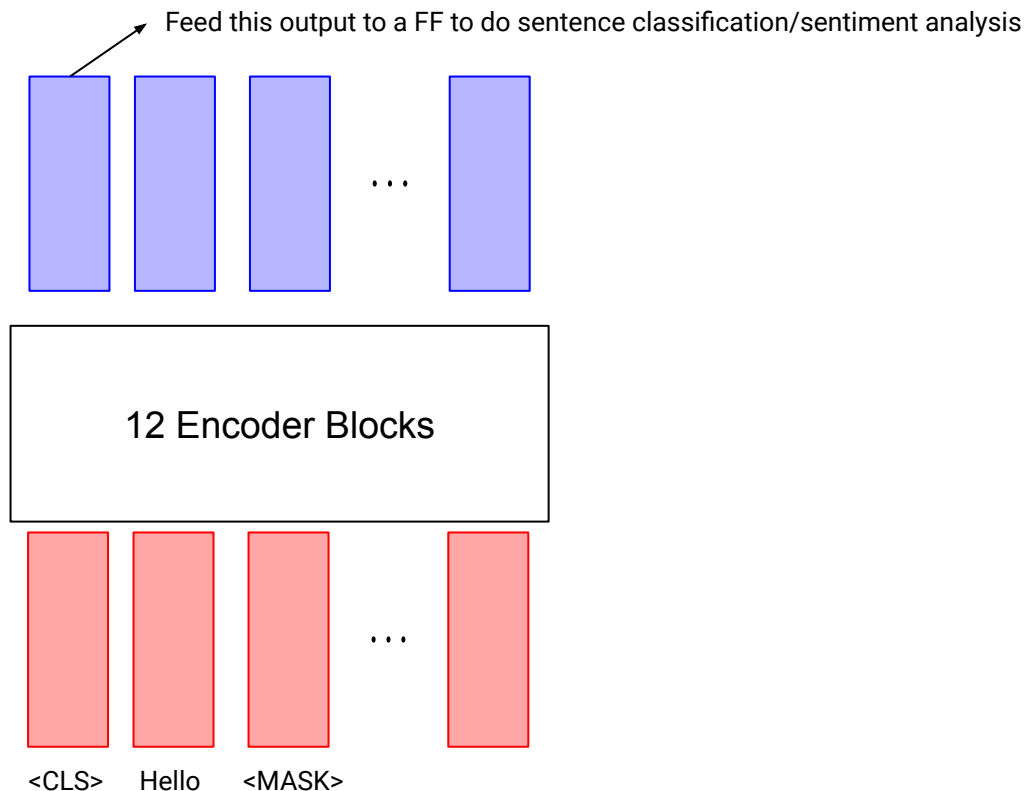 Feed this output to a FF to do sentence classification/sentiment analysis
...
12 Encoder Blocks
...
<CLS> Hello <MASK>